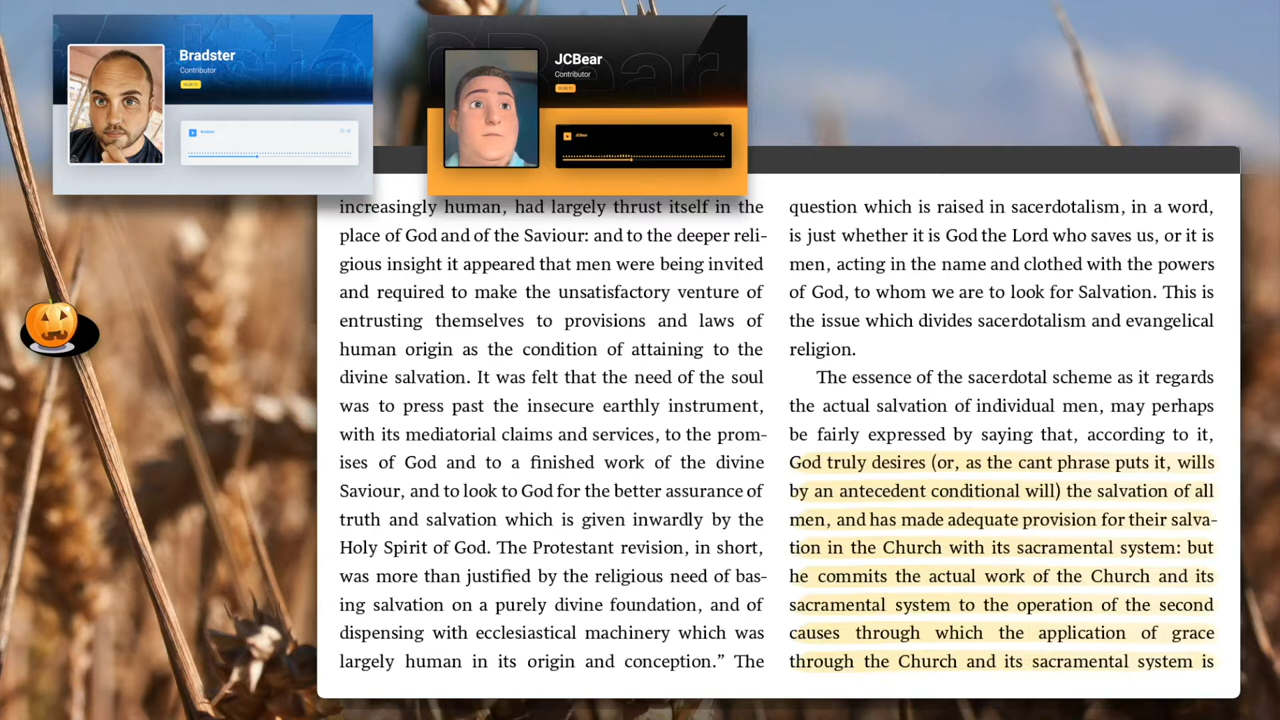 Bradster
Contributor
JCBear
Contributor
Bradster
JCBear
increasingly human, had largely thrust itself in the
place of God and of the Saviour: and to the deeper reli-
gious insight it appeared that men were being invited
and required to make the unsatisfactory venture of
entrusting themselves to provisions and laws of
human origin as the condition of attaining to the
divine salvation. It was felt that the need of the soul
was to press past the insecure earthly instrument,
with its mediatorial claims and services, to the prom-
ises of God and to a finished work of the divine
Saviour, and to look to God for the better assurance of
truth and salvation which is given inwardly by the
Holy Spirit of God. The Protestant revision, in short,
was more than justified by the religious need of bas-
ing salvation on a purely divine foundation, and of
dispensing with ecclesiastical machinery which was
largely human in its origin and conception.” The
question which is raised in sacerdotalism, in a word,
is just whether it is God the Lord who saves us, or it is
men, acting in the name and clothed with the powers
of God, to whom we are to look for Salvation. This is
the issue which divides sacerdotalism and evangelical
religion.
The essence of the sacerdotal scheme as it regards
the actual salvation of individual men, may perhaps
be fairly expressed by saying that, according to it,
God truly desires (or, as the cant phrase puts it, wills
by an antecedent conditional will) the salvation of all
men, and has made adequate provision for their salva-
tion in the Church with its sacramental system: but
he commits the actual work of the Church and its
sacramental system to the operation of the second
causes through which the application of grace
through the Church and its sacramental system is